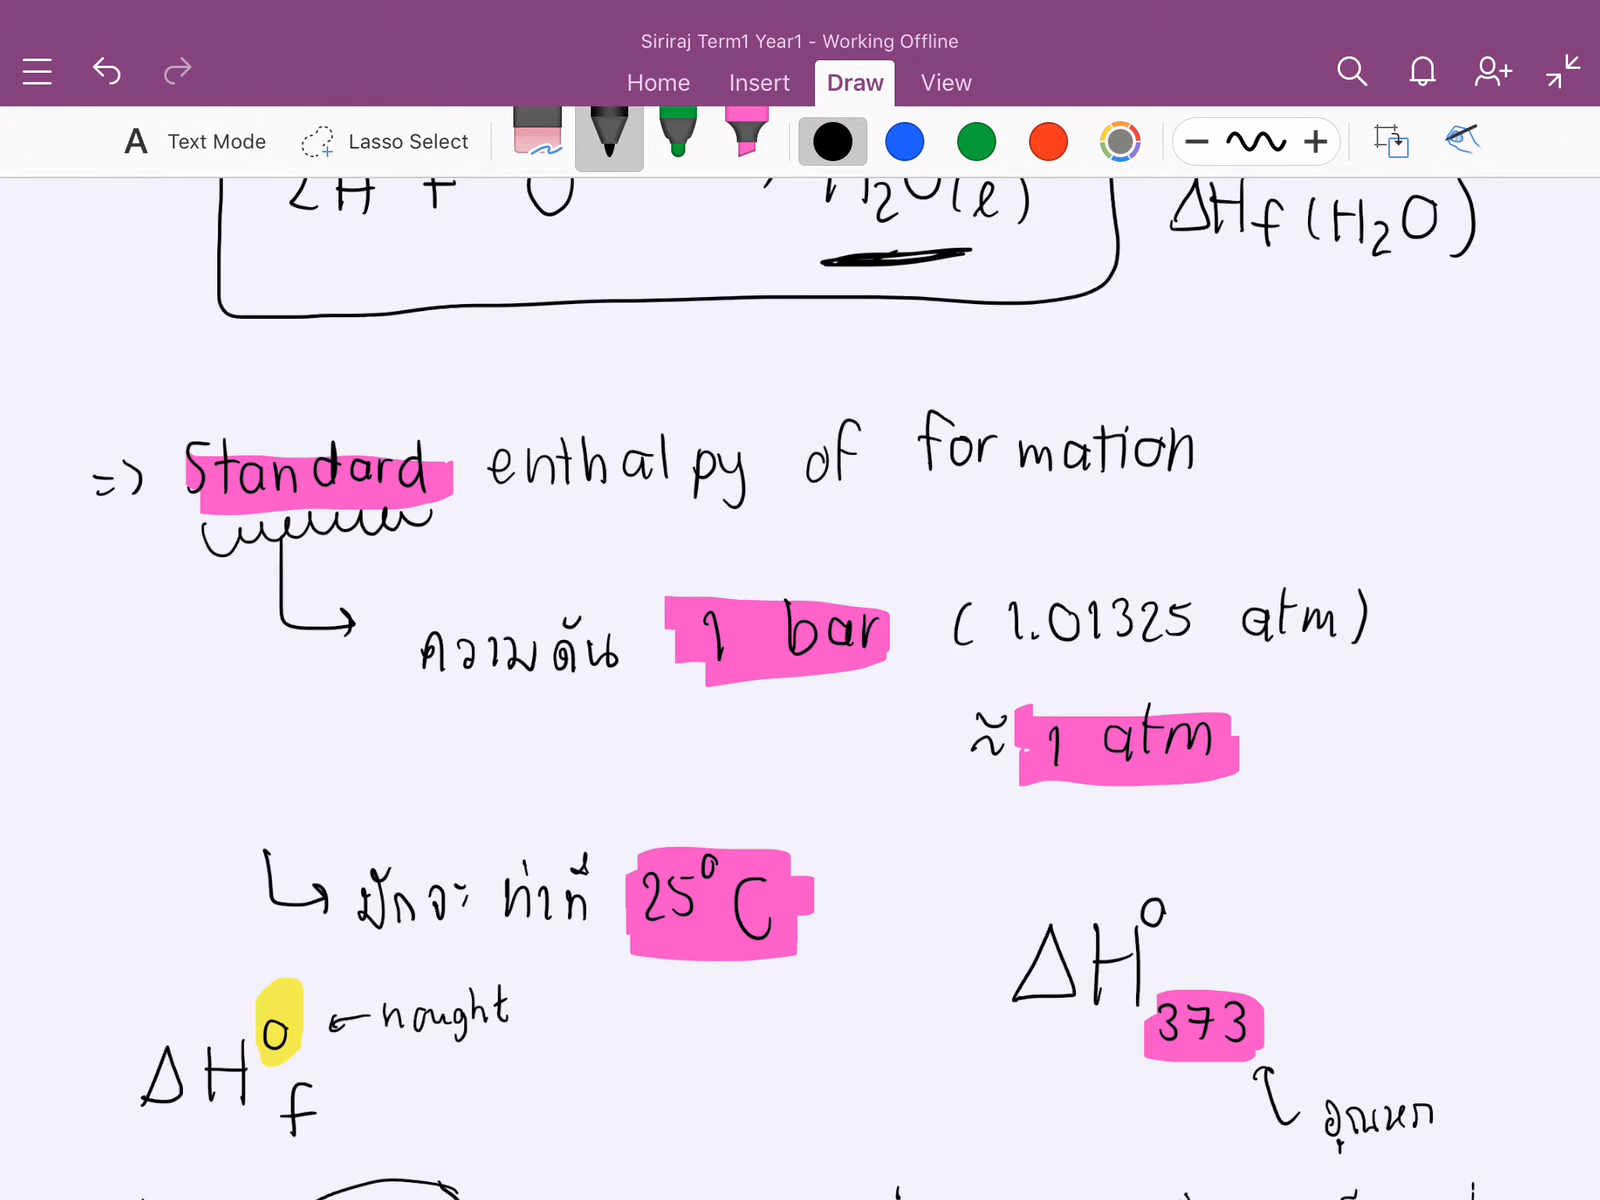 Siriraj Term1 Year1 - Working Offline
Home Insert Draw View
A Text Mode Lasso Select
2H + O → H₂O(l) ΔHf (H₂O)
=> Standard enthalpy of formation
ความดัน 1 bar (1.01325 atm)
≈ 1 atm
มักจะ ทำที่ 25°C
ΔH°373
← nought
ΔH°f
อุณหภ